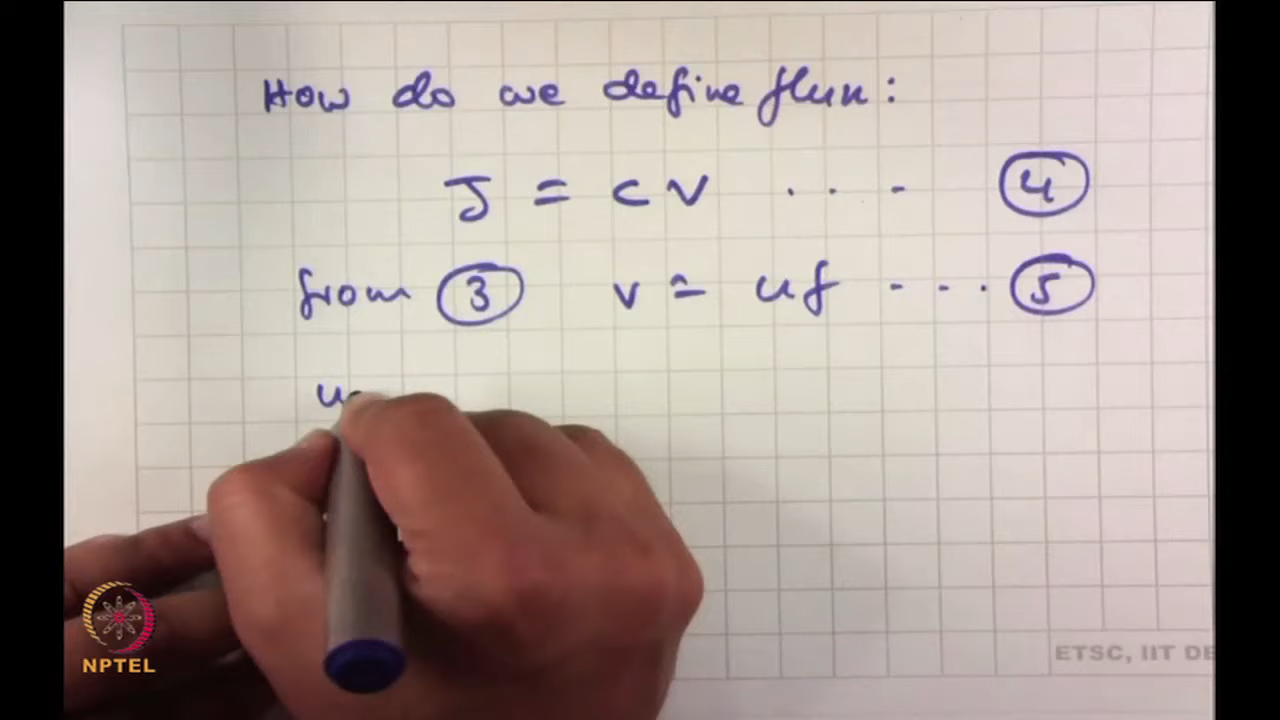 How do we define flux:
J = CV . . . - 4
from 3 v = uf - - - . 5
NPTEL
ETSC, IIT DE